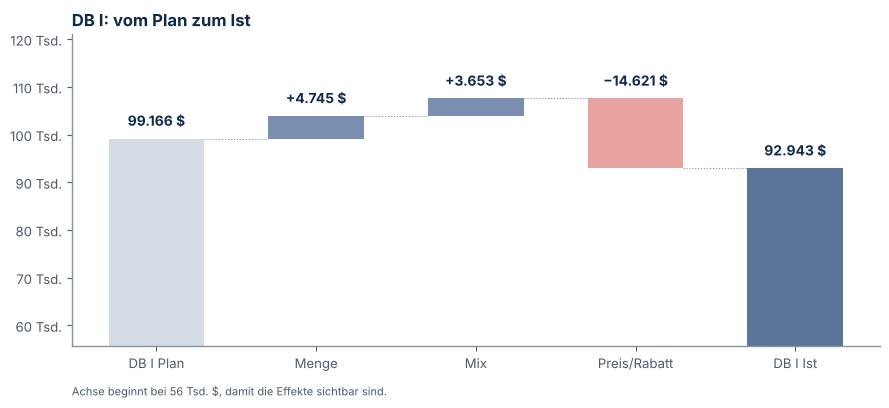 DB I: vom Plan zum Ist
120 Tsd.
110 Tsd.
100 Tsd.
90 Tsd.
80 Tsd.
70 Tsd.
60 Tsd.
99.166 $
+4.745 $
+3.653 $
−14.621 $
92.943 $
DB I Plan
Menge
Mix
Preis/Rabatt
DB I Ist
Achse beginnt bei 56 Tsd. $, damit die Effekte sichtbar sind.